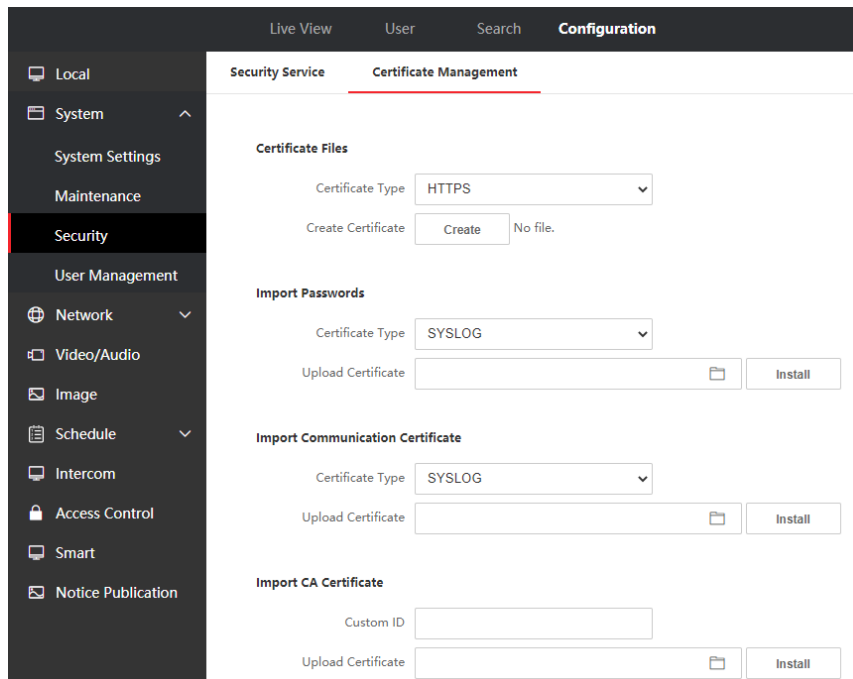 Live View User Search Configuration
Local
System
System Settings
Maintenance
Security
User Management
Network
Video/Audio
Image
Schedule
Intercom
Access Control
Smart
Notice Publication
Security Service Certificate Management
Certificate Files
Certificate Type HTTPS
Create Certificate Create No file.
Import Passwords
Certificate Type SYSLOG
Upload Certificate Install
Import Communication Certificate
Certificate Type SYSLOG
Upload Certificate Install
Import CA Certificate
Custom ID
Upload Certificate Install